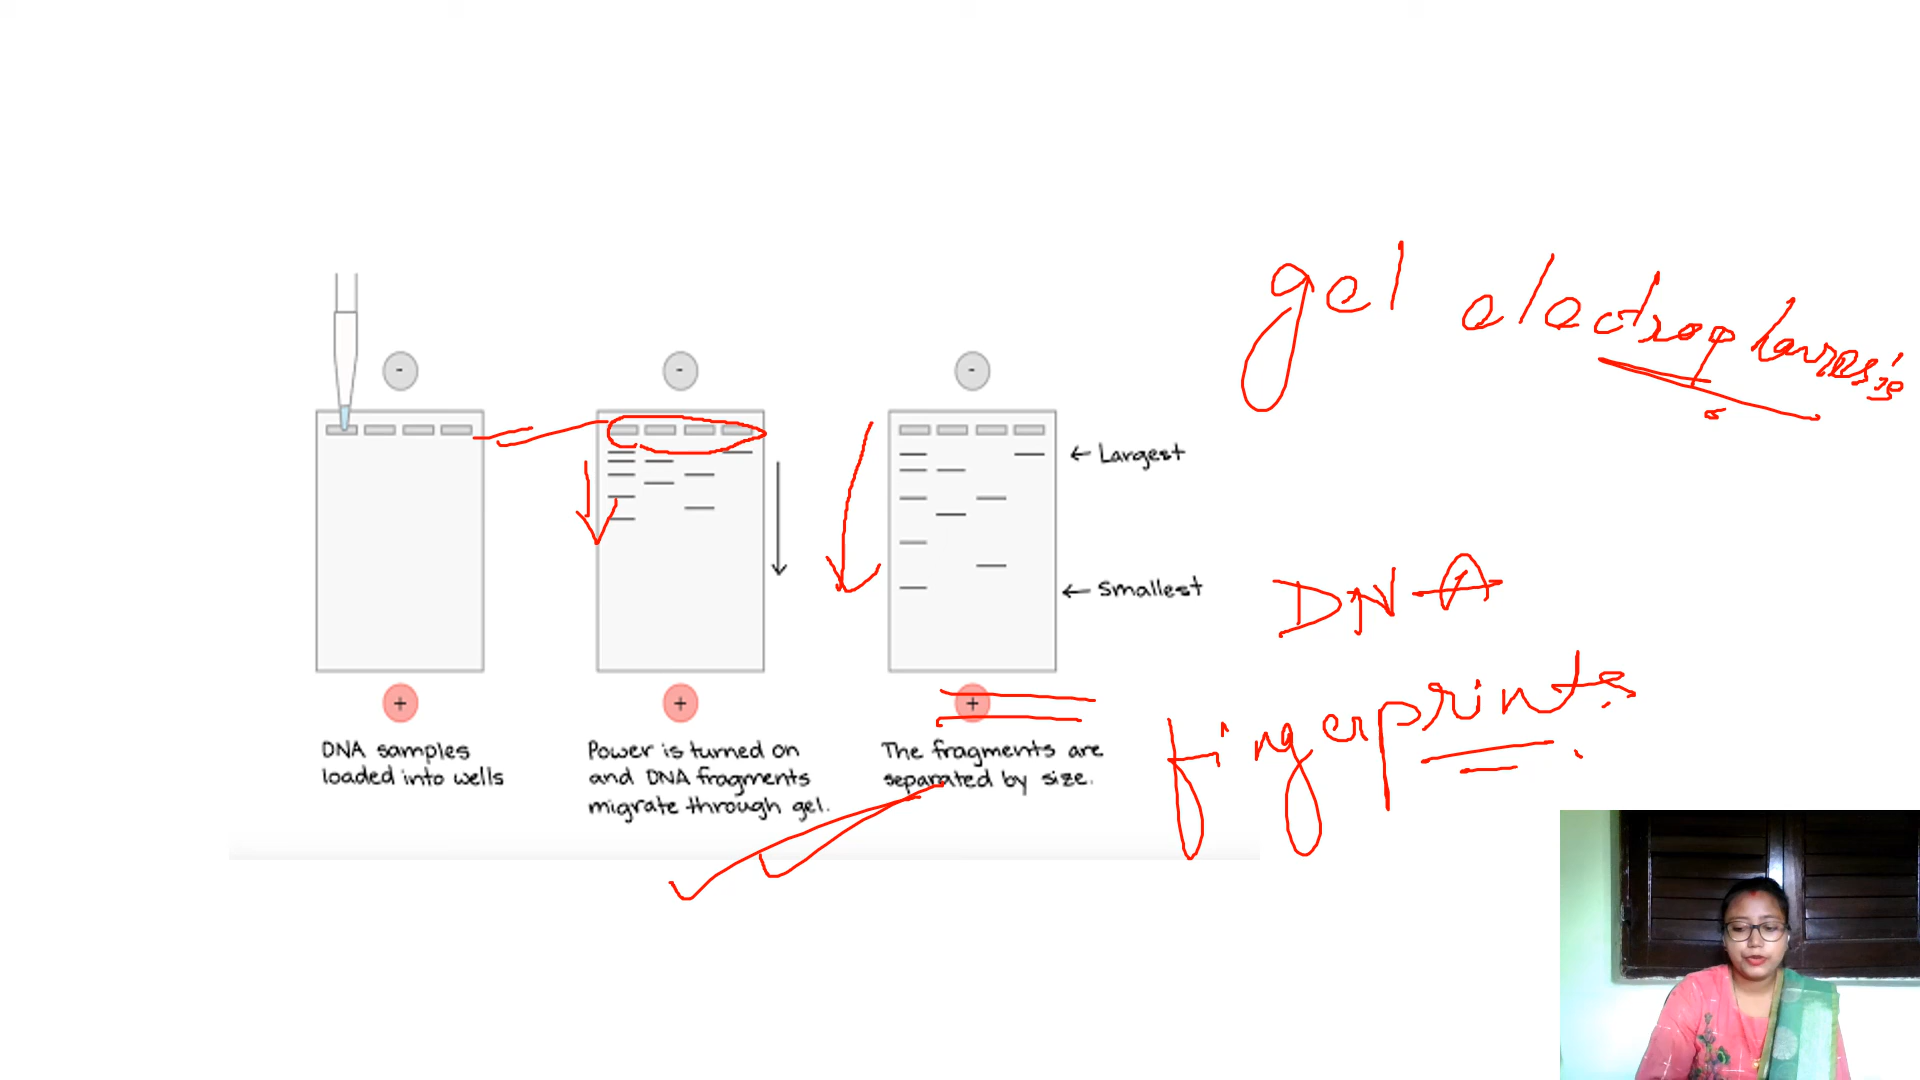 gel electrophoresis
-
-
-
← Largest
← Smallest
DNA
fingerprints
+
+
+
DNA samples
loaded into wells
Power is turned on
and DNA fragments
migrate through gel.
The fragments are
separated by size.